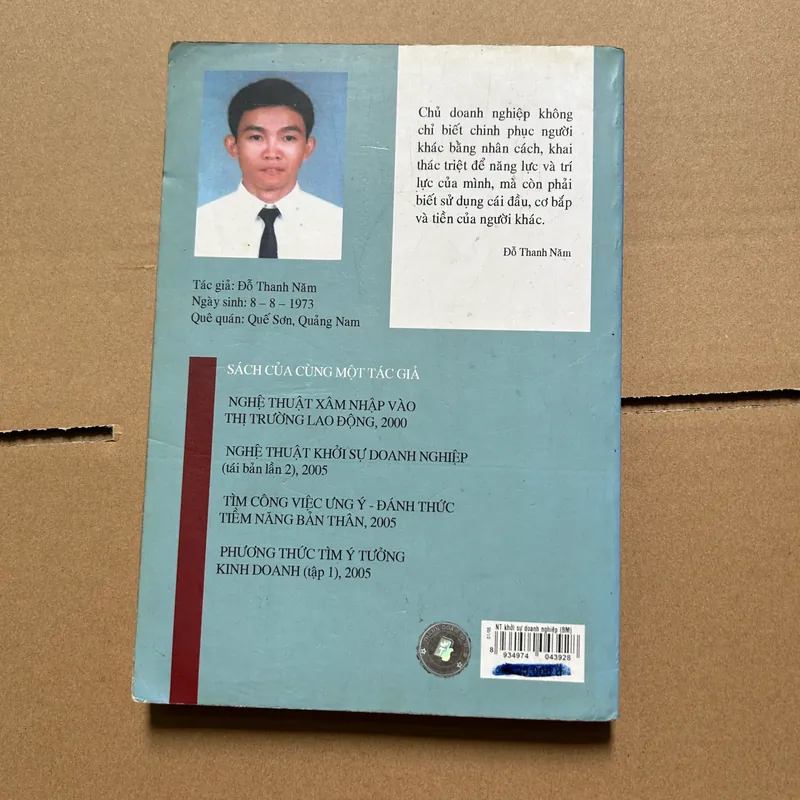 Chủ doanh nghiệp không
chỉ biết chinh phục người
khác bằng nhân cách, khai
thác triệt để năng lực và trí
lực của mình, mà còn phải
biết sử dụng cái đầu, cơ bắp
và tiền của người khác.
Đỗ Thanh Năm
Tác giả: Đỗ Thanh Năm
Ngày sinh: 8 – 8 – 1973
Quê quán: Quế Sơn, Quảng Nam
SÁCH CỦA CÙNG MỘT TÁC GIẢ
NGHỆ THUẬT XÂM NHẬP VÀO
THỊ TRƯỜNG LAO ĐỘNG, 2000
NGHỆ THUẬT KHỞI SỰ DOANH NGHIỆP
(tái bản lần 2), 2005
TÌM CÔNG VIỆC ƯNG Ý - ĐÁNH THỨC
TIỀM NĂNG BẢN THÂN, 2005
PHƯƠNG THỨC TÌM Ý TƯỞNG
KINH DOANH (tập 1), 2005
NT khởi sự doanh nghiệp (BM)
01/06
8 934974 043928